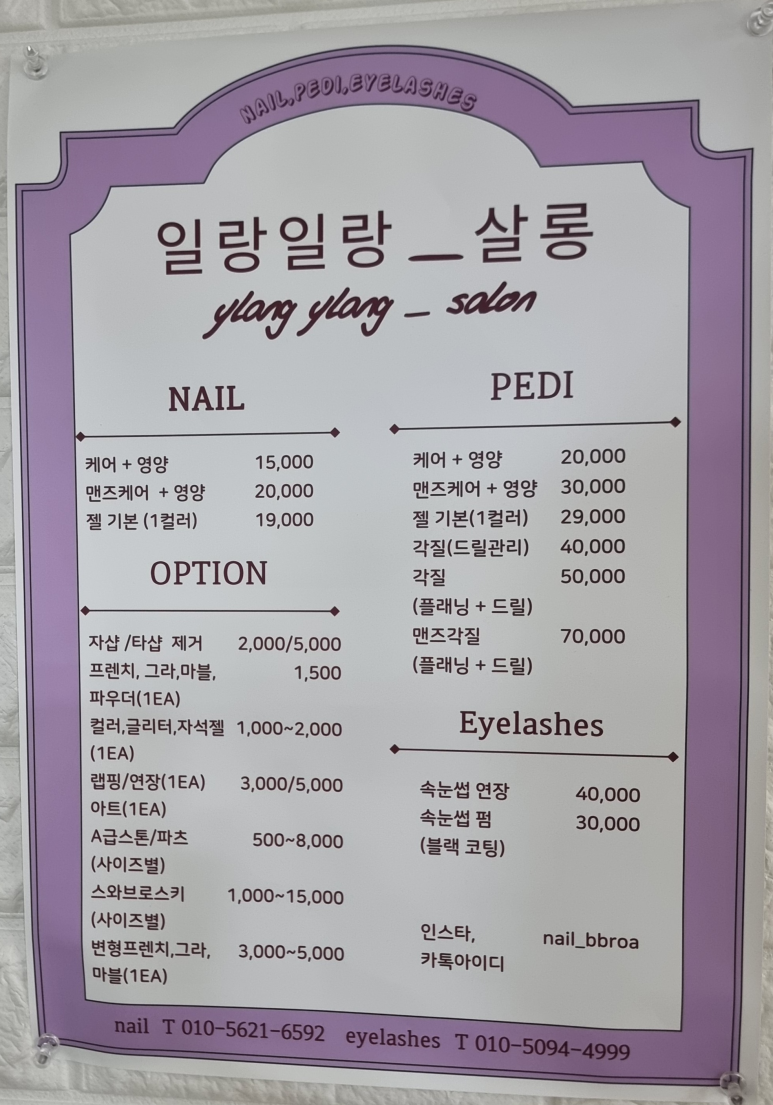 NAIL,PEDI,EYELASHES
일랑일랑 _ 살롱
ylang ylang _ salon
NAIL
케어 + 영양 15,000
맨즈케어 + 영양 20,000
젤 기본 (1컬러) 19,000
OPTION
자샵 /타샵 제거 2,000/5,000
프렌치, 그라,마블, 1,500
파우더(1EA)
컬러,글리터,자석젤 1,000~2,000
(1EA)
랩핑/연장(1EA) 3,000/5,000
아트(1EA)
A급스톤/파츠 500~8,000
(사이즈별)
스와브로스키 1,000~15,000
(사이즈별)
변형프렌치,그라, 3,000~5,000
마블(1EA)
PEDI
케어 + 영양 20,000
맨즈케어 + 영양 30,000
젤 기본(1컬러) 29,000
각질(드릴관리) 40,000
각질 50,000
(플래닝 + 드릴)
맨즈각질 70,000
(플래닝 + 드릴)
Eyelashes
속눈썹 연장 40,000
속눈썹 펌 30,000
(블랙 코팅)
인스타, nail_bbroa
카톡아이디
nail T 010-5621-6592 eyelashes T 010-5094-4999